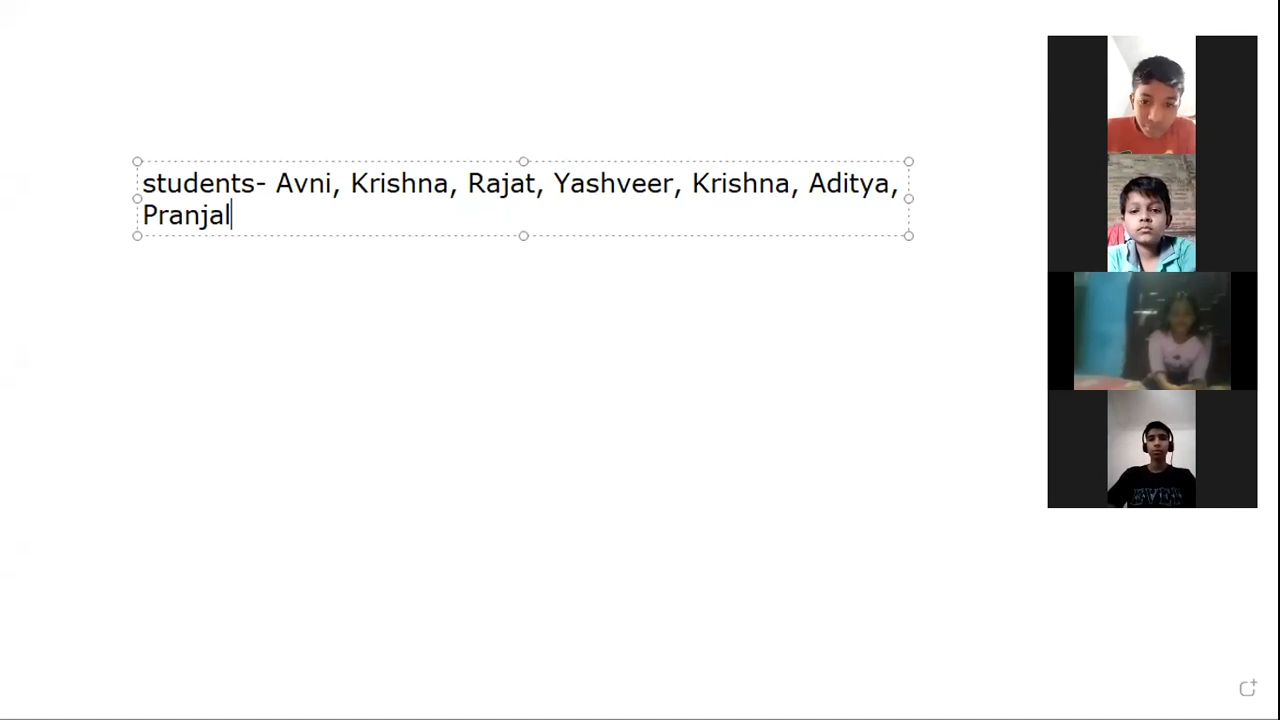 students- Avni, Krishna, Rajat, Yashveer, Krishna, Aditya,
Pranjal